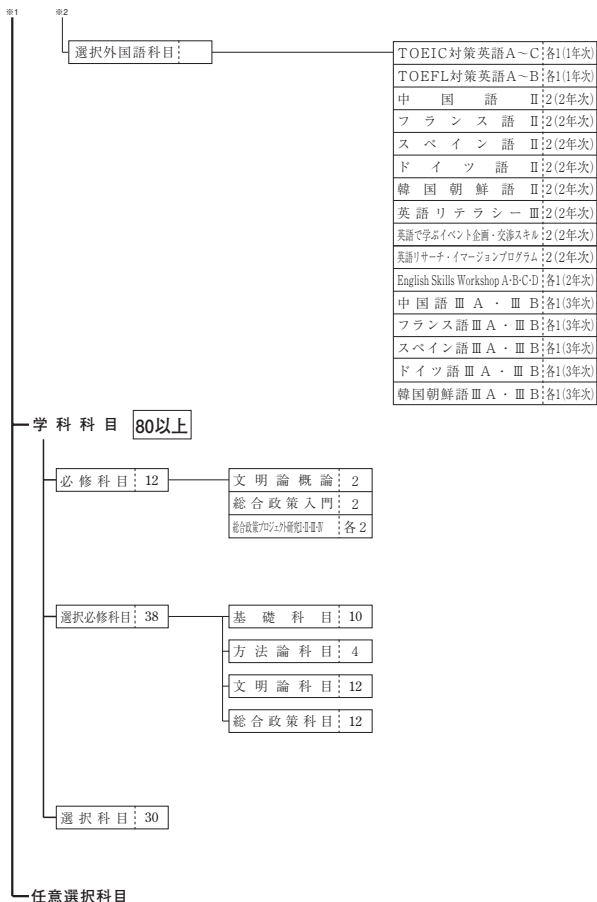 ※1 ※2
選択外国語科目
TOEIC対策英語A～C 各1(1年次)
TOEFL対策英語A～B 各1(1年次)
中国語Ⅱ 2(2年次)
フランス語Ⅱ 2(2年次)
スペイン語Ⅱ 2(2年次)
ドイツ語Ⅱ 2(2年次)
韓国朝鮮語Ⅱ 2(2年次)
英語リテラシーⅢ 2(2年次)
英語で学ぶイベント企画・交渉スキル 2(2年次)
英語リサーチ・イマージョンプログラム 2(2年次)
English Skills Workshop A・B・C・D 各1(2年次)
中国語ⅢA・ⅢB 各1(3年次)
フランス語ⅢA・ⅢB 各1(3年次)
スペイン語ⅢA・ⅢB 各1(3年次)
ドイツ語ⅢA・ⅢB 各1(3年次)
韓国朝鮮語ⅢA・ⅢB 各1(3年次)
学科科目 80以上
必修科目 12
文明論概論 2
総合政策入門 2
総合政策プロジェクト研究Ⅰ・Ⅱ・Ⅲ・Ⅳ 各2
選択必修科目 38
基礎科目 10
方法論科目 4
文明論科目 12
総合政策科目 12
選択科目 30
任意選択科目